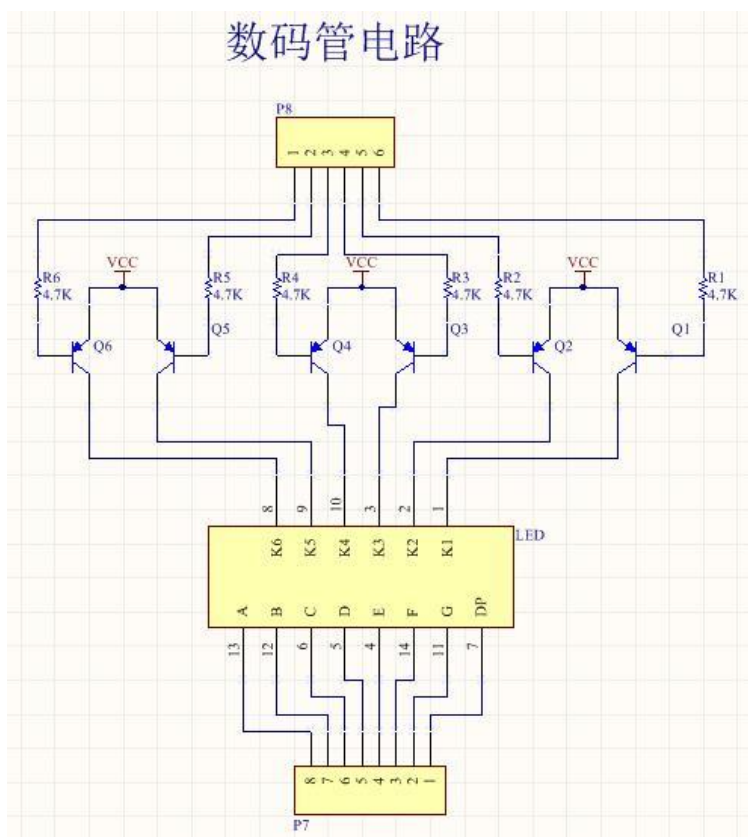 数码管电路
P8
1 2 3 4 5 6
VCC VCC VCC
R6 R5 R4 R3 R2 R1
4.7K 4.7K 4.7K 4.7K 4.7K 4.7K
Q6 Q5 Q4 Q3 Q2 Q1
8 9 10 3 2 1
LED
K6 K5 K4 K3 K2 K1
A B C D E F G DP
13 12 6 5 4 14 11 7
8 7 6 5 4 3 2 1
P7